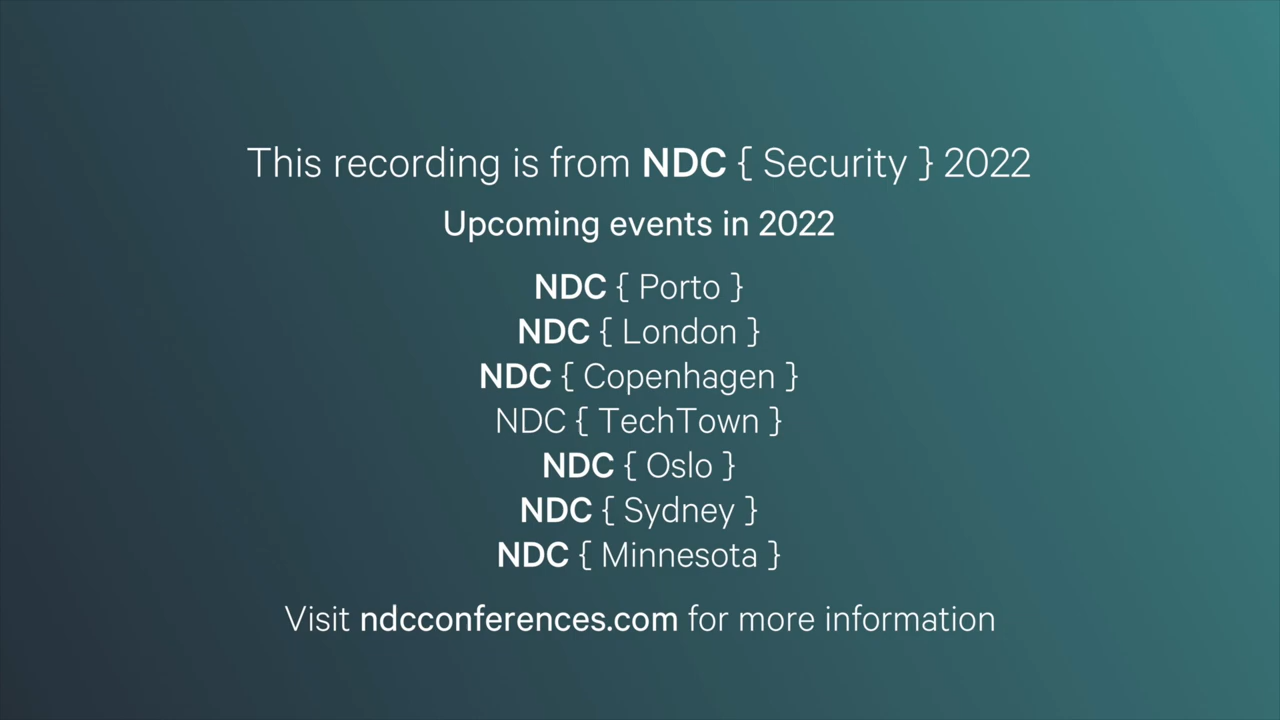 This recording is from NDC { Security } 2022
Upcoming events in 2022
NDC { Porto }
NDC { London }
NDC { Copenhagen }
NDC { TechTown }
NDC { Oslo }
NDC { Sydney }
NDC { Minnesota }
Visit ndcconferences.com for more information